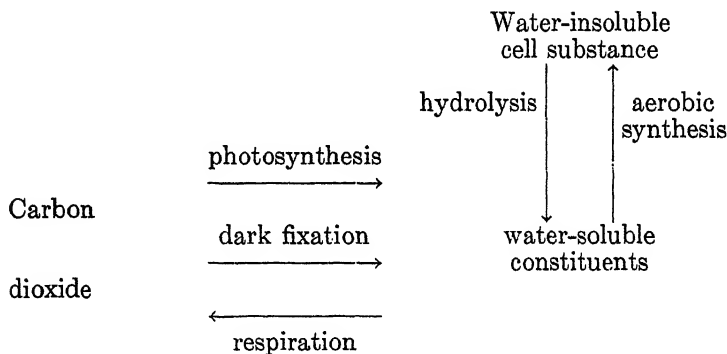 Water-insoluble
cell substance
hydrolysis
aerobic
synthesis
photosynthesis
Carbon
dark fixation
water-soluble
constituents
dioxide
respiration